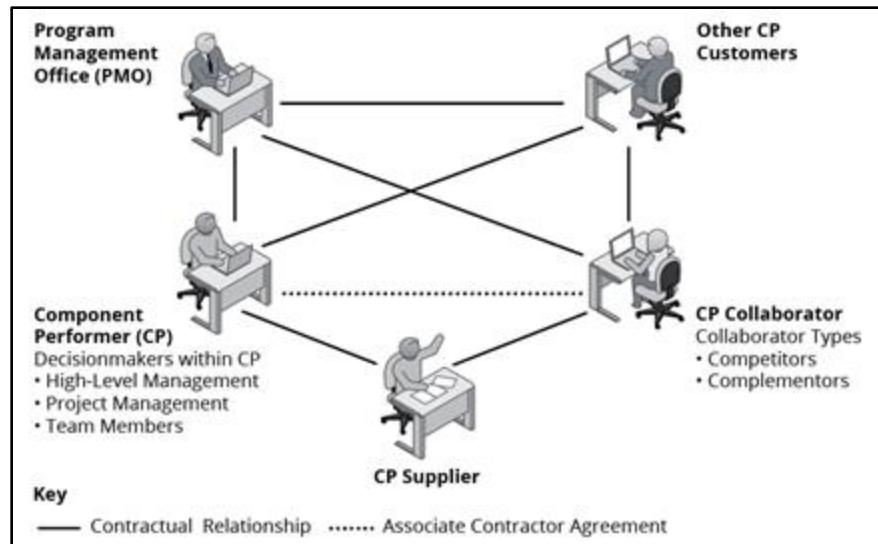 Program
Management
Office (PMO)
Other CP
Customers
Component
Performer (CP)
Decisionmakers within CP
• High-Level Management
• Project Management
• Team Members
CP Collaborator
Collaborator Types
• Competitors
• Complementors
CP Supplier
Key
Contractual Relationship
Associate Contractor Agreement